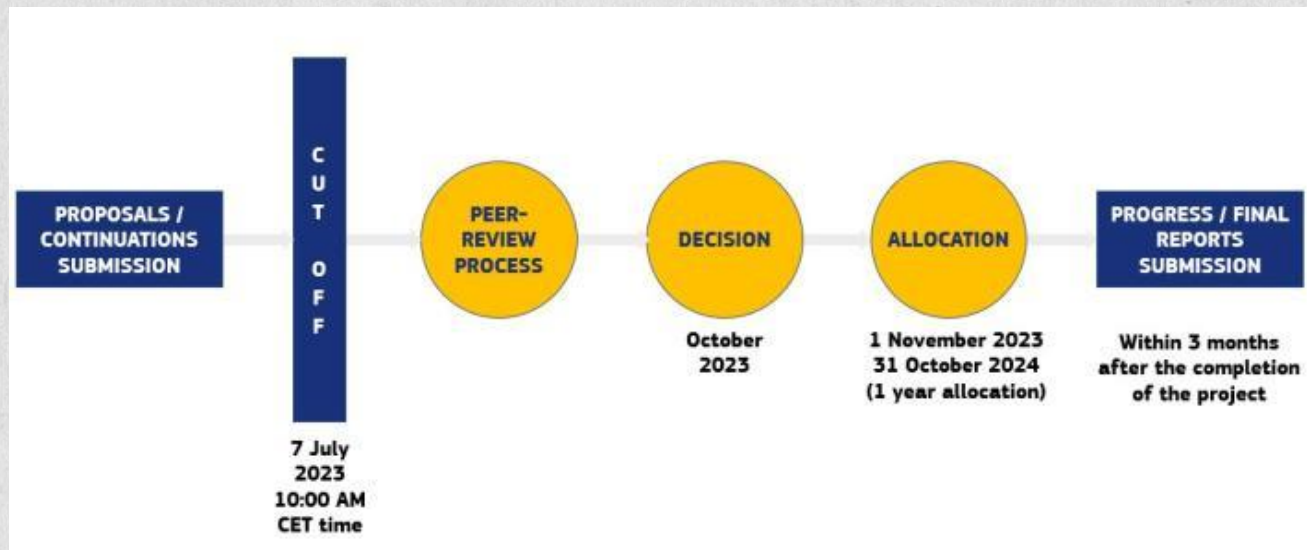 PROPOSALS /
CONTINUATIONS
SUBMISSION
CUT OFF
7 July
2023
10:00 AM
CET time
PEER-
REVIEW
PROCESS
DECISION
October
2023
ALLOCATION
1 November 2023
31 October 2024
(1 year allocation)
PROGRESS / FINAL
REPORTS
SUBMISSION
Within 3 months
after the completion
of the project